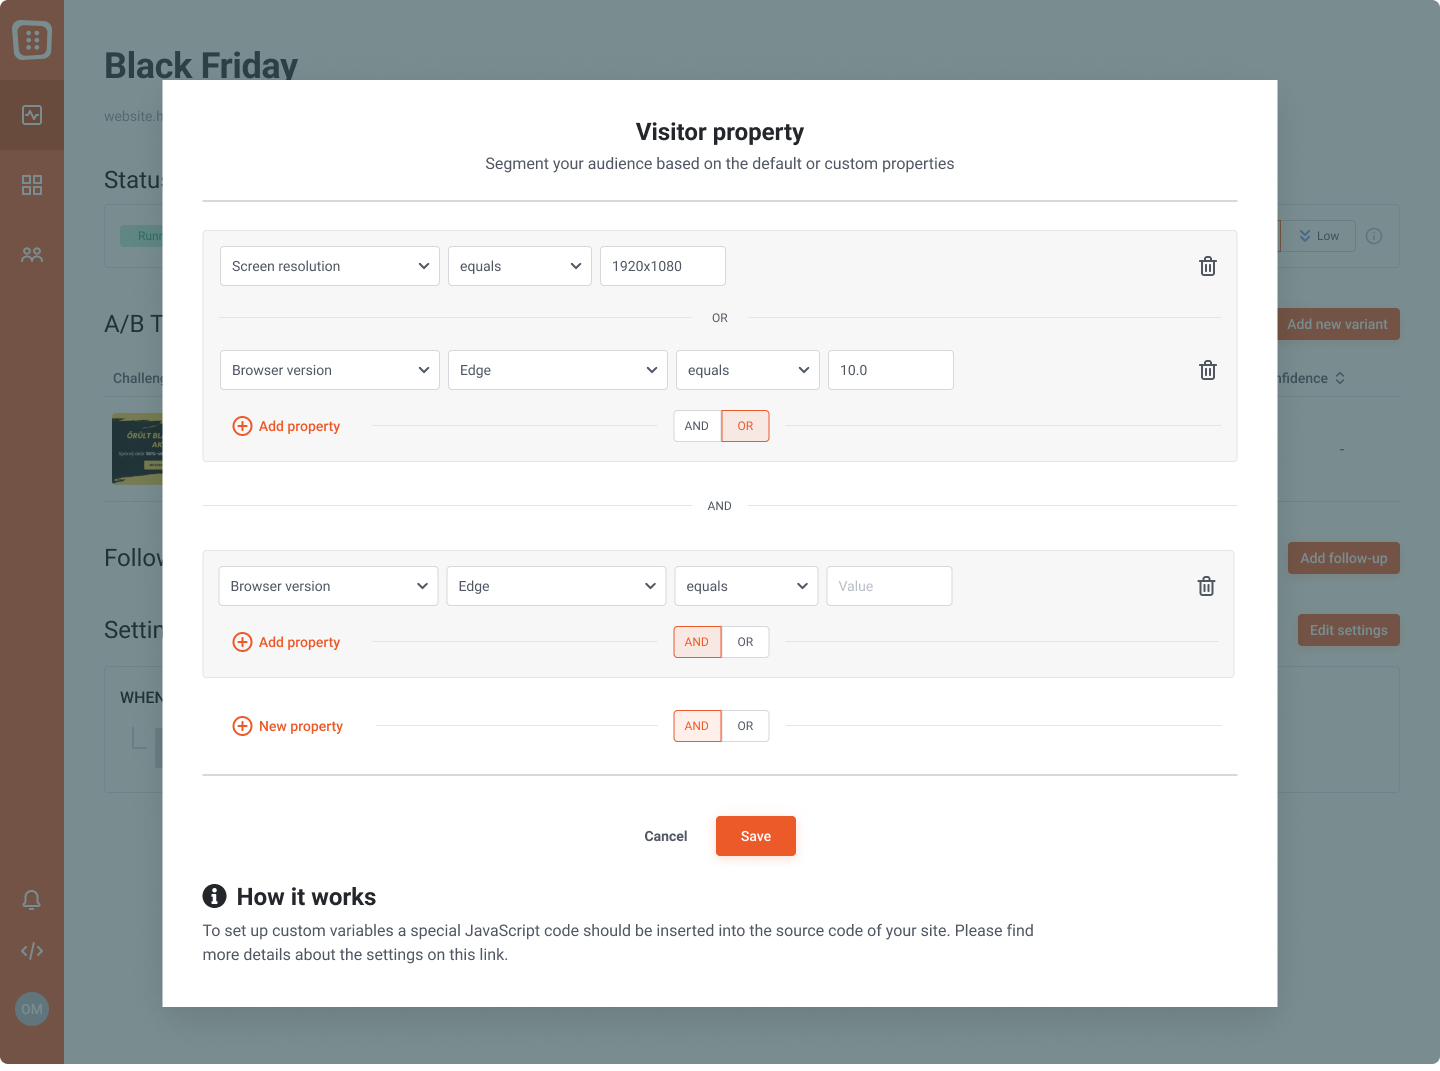 Black Friday
website.h
Visitor property
Segment your audience based on the default or custom properties
Status
Runn
Low
Screen resolution equals 1920x1080
OR
A/B T
Add new variant
Browser version Edge equals 10.0
Challeng
nfidence
Add property AND OR
ŐRÜLT BL
AK
-
AND
Follow
Add follow-up
Browser version Edge equals Value
Settin
Edit settings
Add property AND OR
WHEN
New property AND OR
Cancel Save
How it works
To set up custom variables a special JavaScript code should be inserted into the source code of your site. Please find
more details about the settings on this link.
OM